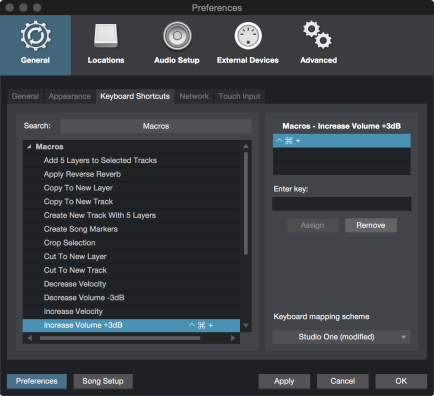 Preferences
General
Locations
Audio Setup
External Devices
Advanced
General
Appearance
Keyboard Shortcuts
Network
Touch Input
Search:
Macros
Macros
Add 5 Layers to Selected Tracks
Apply Reverse Reverb
Copy To New Layer
Copy To New Track
Create New Track With 5 Layers
Create Song Markers
Crop Selection
Cut To New Layer
Cut To New Track
Decrease Velocity
Decrease Volume -3dB
Increase Velocity
Increase Volume +3dB ^ ⌘ +
Macros - Increase Volume +3dB
^ ⌘ +
Enter key:
Assign
Remove
Keyboard mapping scheme
Studio One (modified)
Preferences
Song Setup
Apply
Cancel
OK